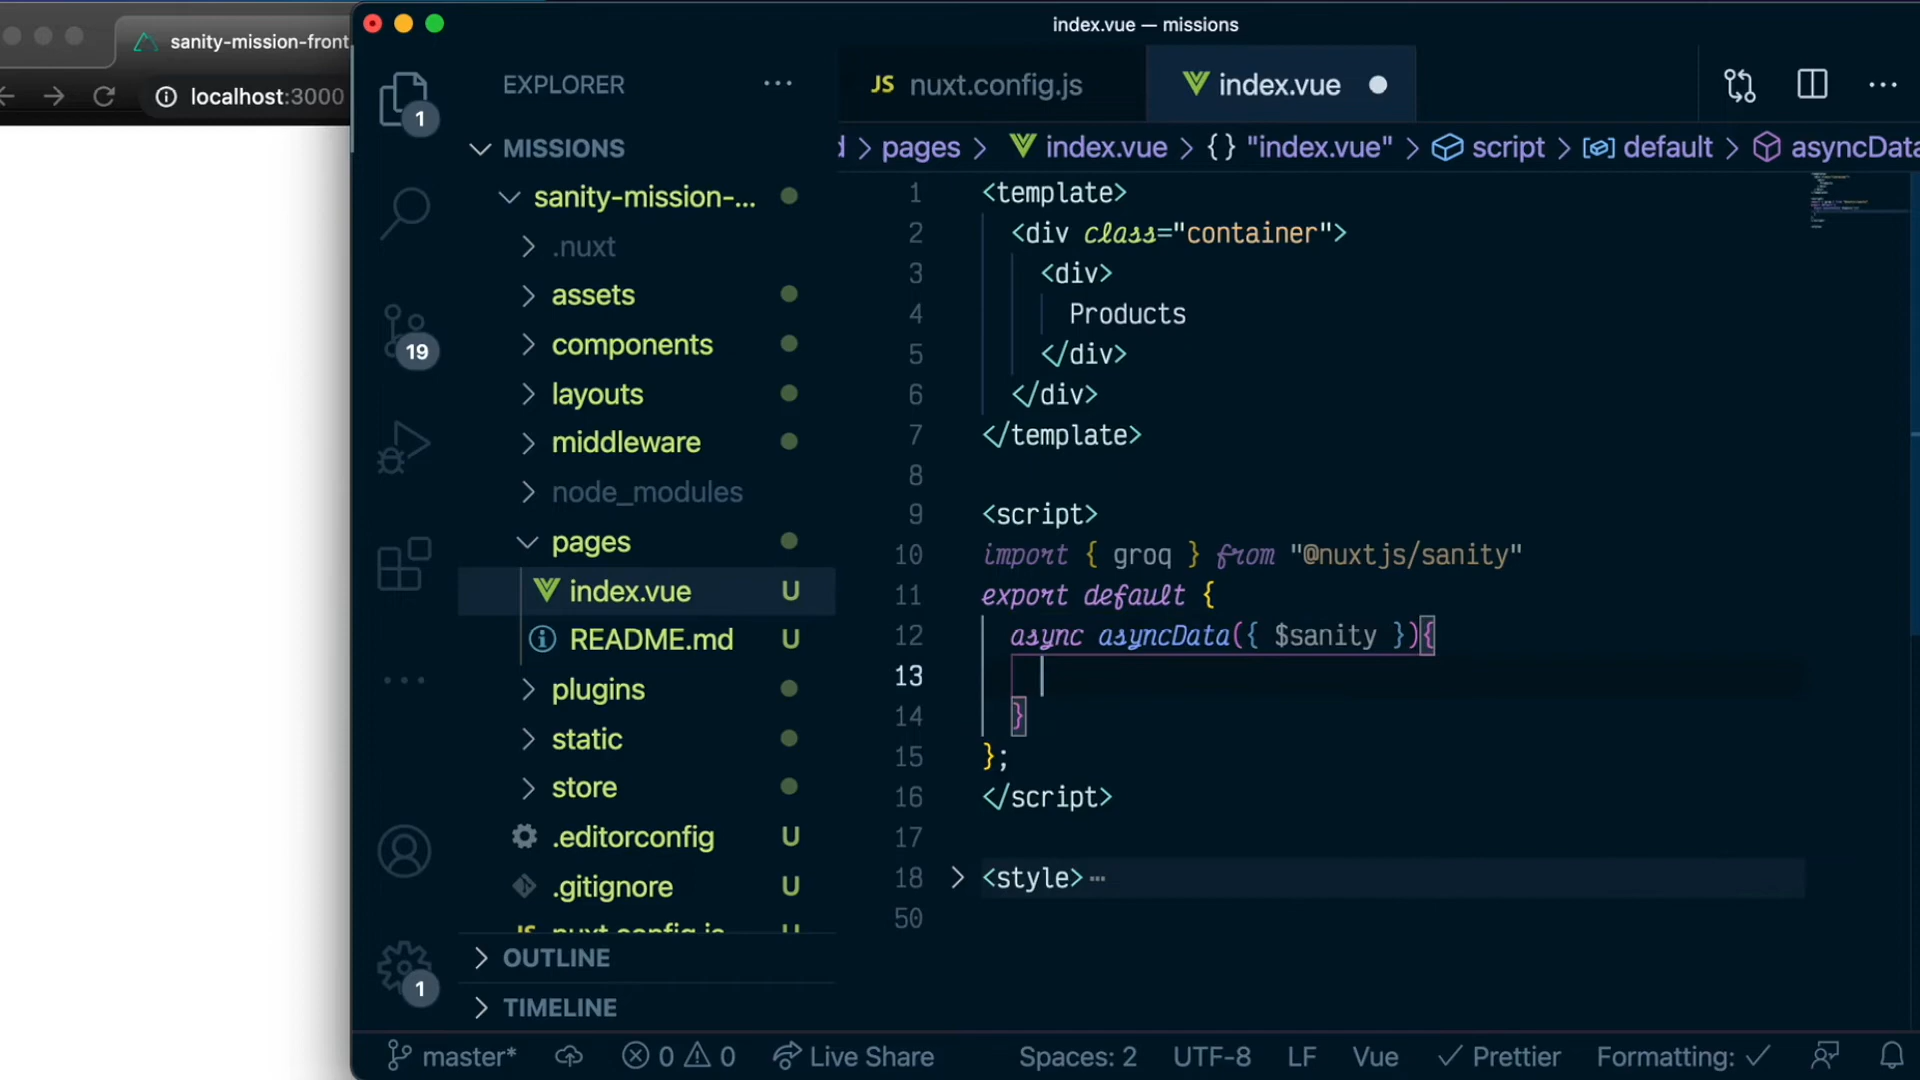 sanity-mission-front
localhost:3000
index.vue — missions
EXPLORER
1
MISSIONS
sanity-mission-...
.nuxt
assets
components
19
layouts
middleware
node_modules
pages
index.vue U
README.md U
plugins
static
store
.editorconfig U
.gitignore U
JS nuxt.config.js U
OUTLINE
1
TIMELINE
JS nuxt.config.js
index.vue
pages > index.vue > {} "index.vue" > script > default > asyncData
1 <template>
2 <div class="container">
3 <div>
4 Products
5 </div>
6 </div>
7 </template>
8
9 <script>
10 import { groq } from "@nuxtjs/sanity"
11 export default {
12 async asyncData({ $sanity }){
13
14 }
15 };
16 </script>
17
18 <style> ...
50
master* 0 0 Live Share Spaces: 2 UTF-8 LF Vue Prettier Formatting: